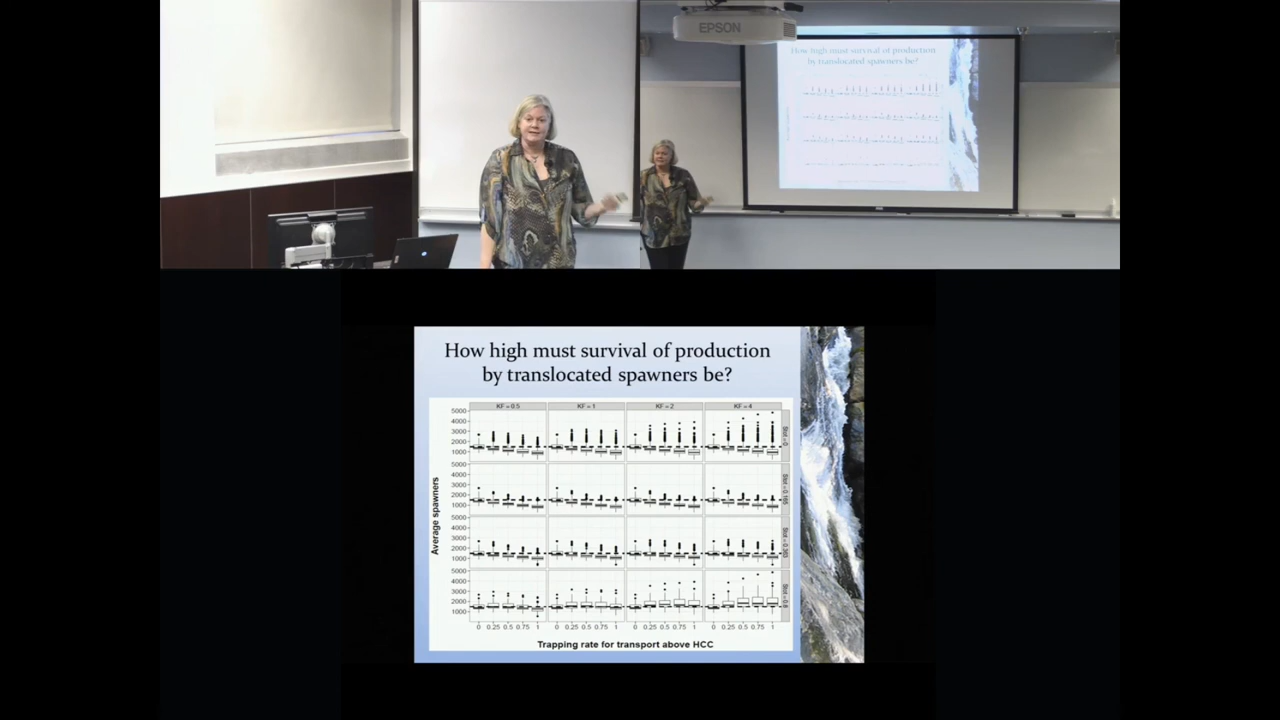 EPSON
How high must survival of production
by translocated spawners be?
How high must survival of production
by translocated spawners be?
KF = 0.5 KF = 1 KF = 2 KF = 4
5000
4000
3000
2000
1000
Stot = 0
5000
4000
3000
2000
1000
5000
4000
3000
2000
1000
5000
4000
3000
2000
1000
Average spawners
0 0.25 0.5 0.75 1 0 0.25 0.5 0.75 1 0 0.25 0.5 0.75 1 0 0.25 0.5 0.75 1
Trapping rate for transport above HCC